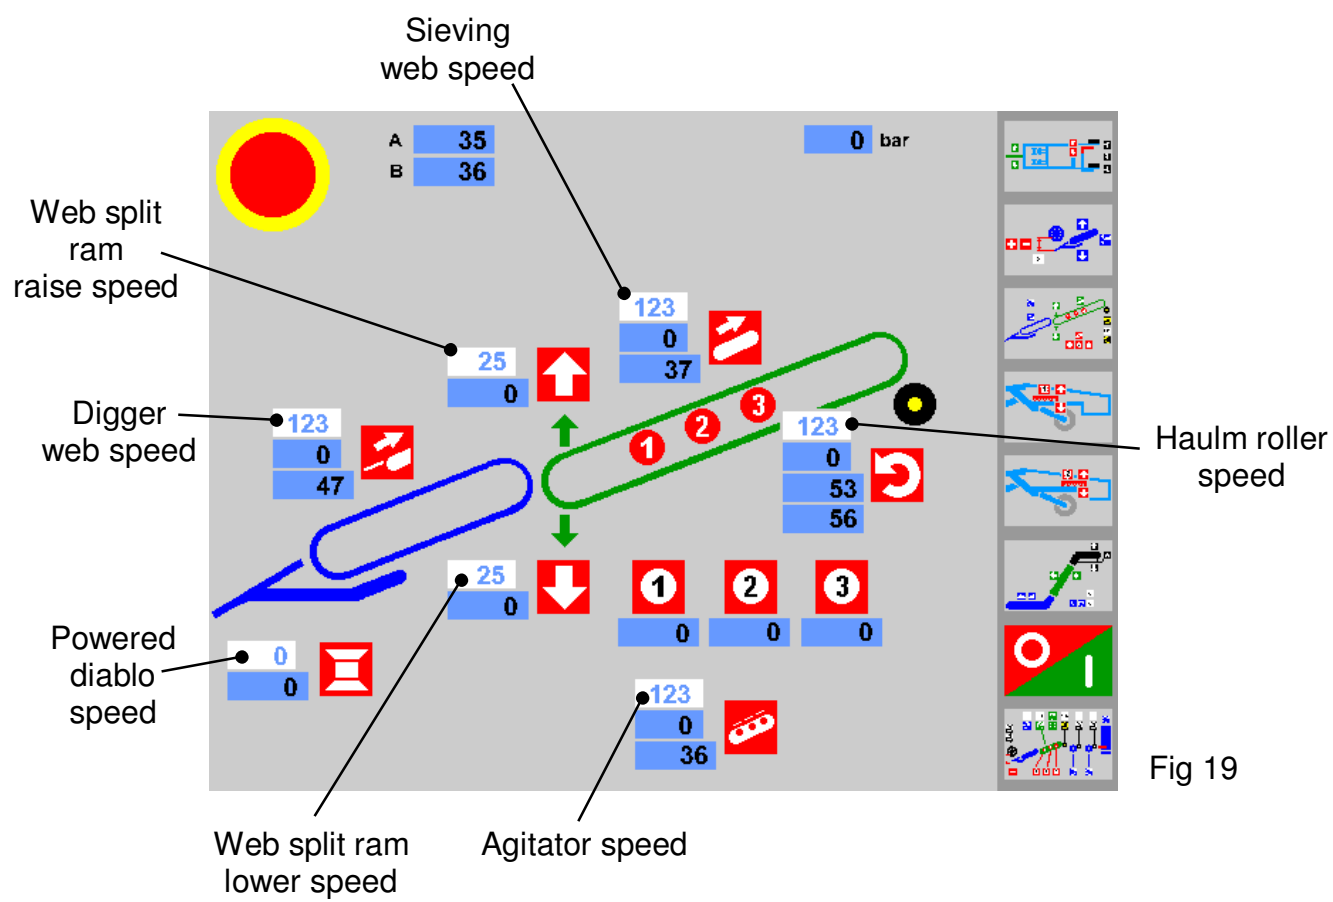 Sieving
web speed
A 35
B 36
0 bar
Web split
ram
raise speed
123
0
37
25
0
Digger
web speed
123
0
47
1 2 3
123
0
53
56
Haulm roller
speed
25
0
1 2 3
0 0 0
Powered
diablo
speed
0
0
123
0
36
Fig 19
Web split ram
lower speed
Agitator speed